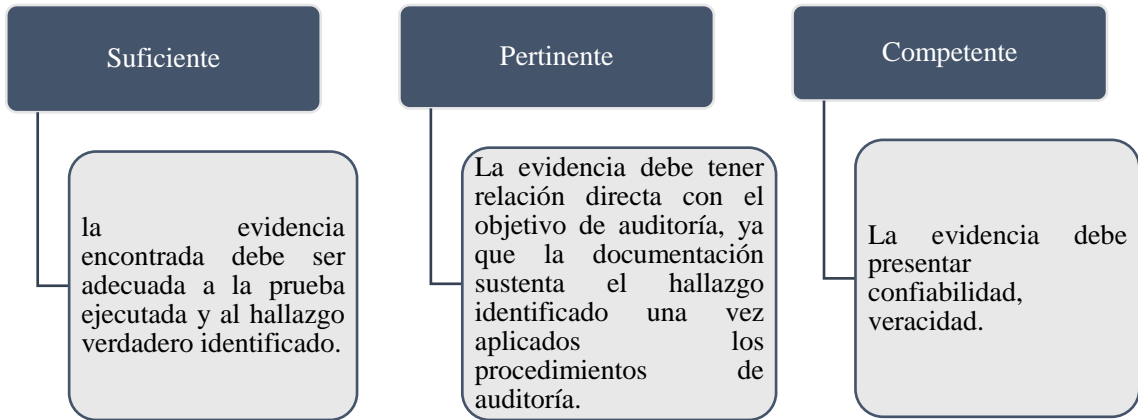 Suficiente
la evidencia
encontrada debe ser
adecuada a la prueba
ejecutada y al hallazgo
verdadero identificado.
Pertinente
La evidencia debe tener
relación directa con el
objetivo de auditoría, ya
que la documentación
sustenta el hallazgo
identificado una vez
aplicados los
procedimientos de
auditoría.
Competente
La evidencia debe
presentar
confiabilidad,
veracidad.